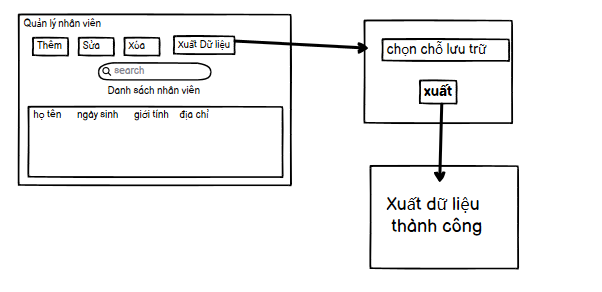 Quản lý nhân viên
Thêm Sửa Xóa Xuất Dữ liệu
search
Danh sách nhân viên
họ tên ngày sinh giới tính địa chỉ
chọn chỗ lưu trữ
xuất
Xuất dữ liệu
thành công